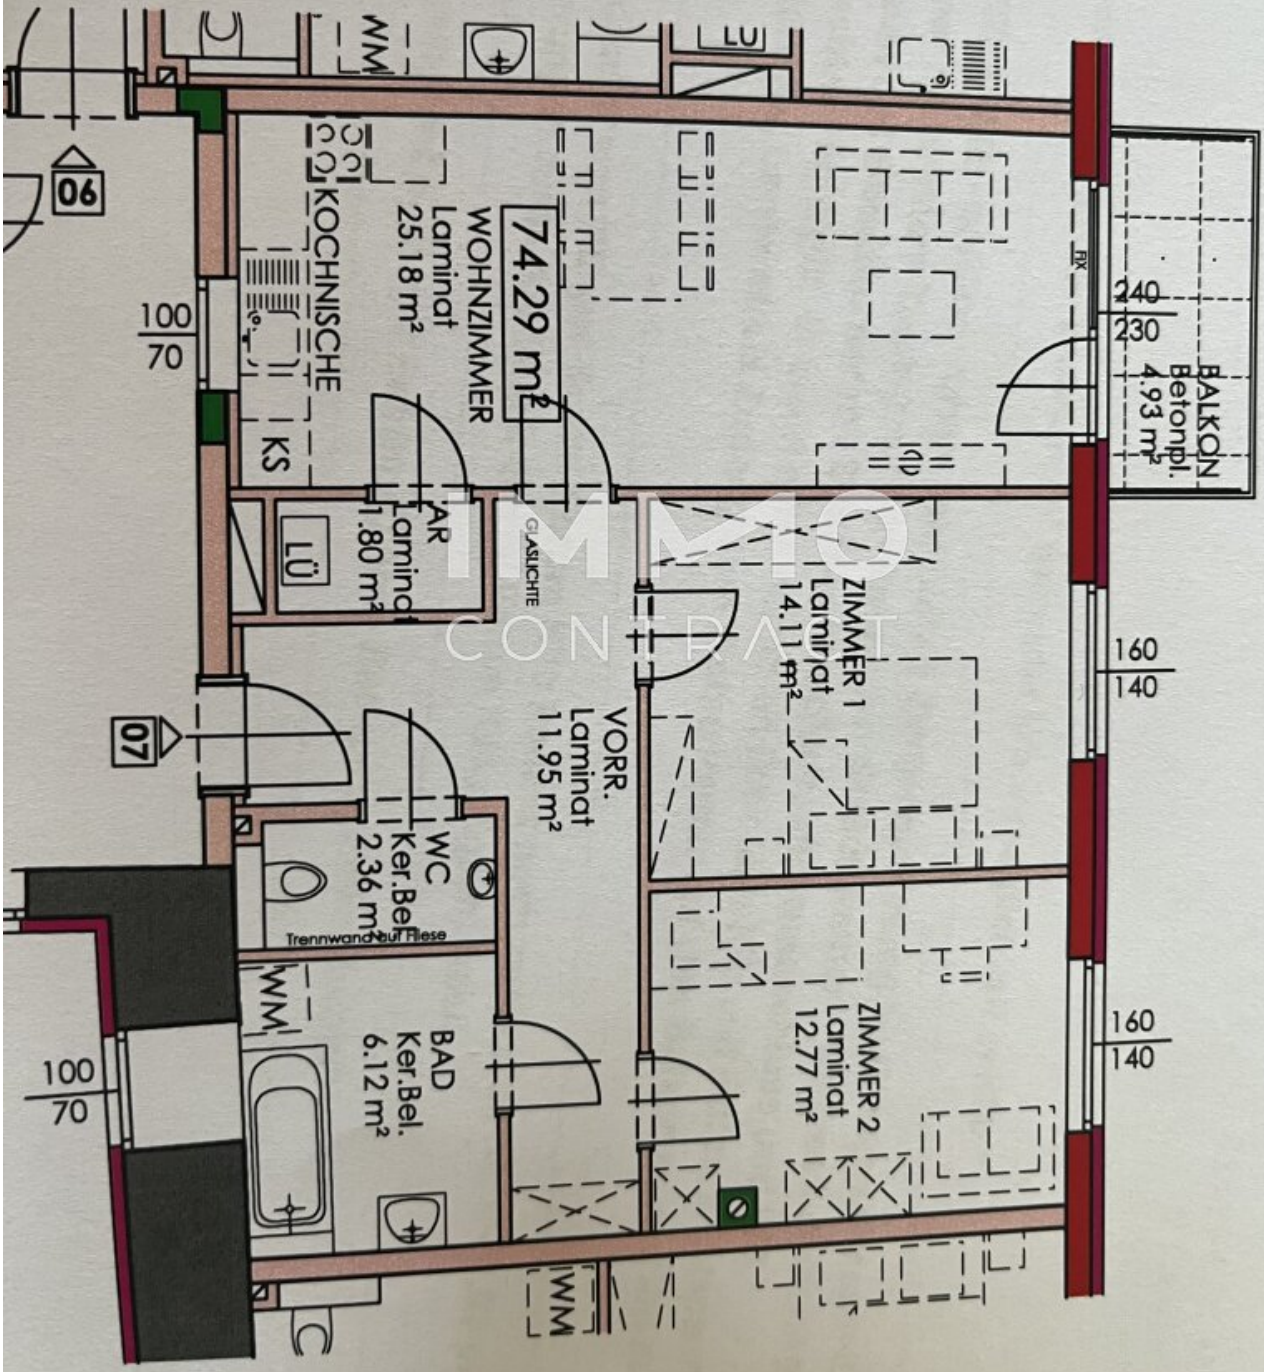 WM
LÜ
06
KOCHNISCHE
WOHNZIMMER
Laminat
25.18 m²
74.29 m²
FIX
240
230
BALKON
Betonpl.
4.93 m²
100
70
KS
LÜ
AR
Laminat
1.80 m²
GLASLICHTE
IMMO
CONTRACT
ZIMMER 1
Laminat
14.11 m²
160
140
07
VORR.
Laminat
11.95 m²
WC
Ker.Bel.
2.36 m²
Trennwand auf Fliese
WM
BAD
Ker.Bel.
6.12 m²
ZIMMER 2
Laminat
12.77 m²
160
140
100
70
WM